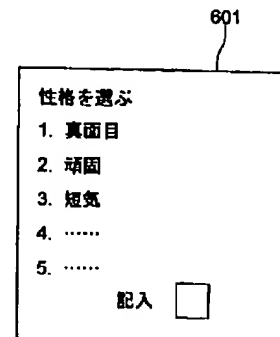 601
性格を選ぶ
1. 真面目
2. 頑固
3. 短気
4. ……
5. ……
記入